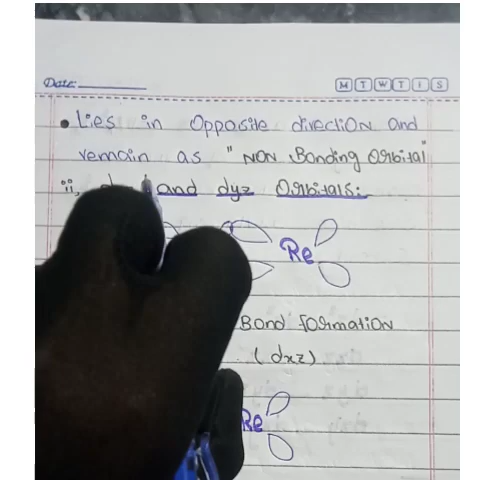 Date:
M T W T F S
• Lies in opposite direction and
remain as "NON Bonding Orbital"
ii, and dyz Orbitals:-
Re
Bond formation
(dxz)
Re